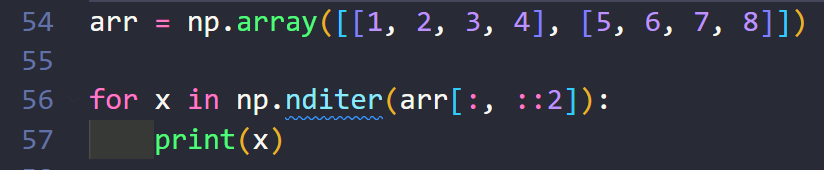 54 arr = np.array([[1, 2, 3, 4], [5, 6, 7, 8]])
55
56 for x in np.nditer(arr[:, ::2]):
57     print(x)